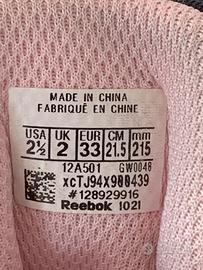 MADE IN CHINA
FABRIQUÉ EN CHINE
USA UK EUR CM mm
2½ 2 33 21.5 215
12A501 GW0048
xcTJ94X900439
#128929916
Reebok 1021